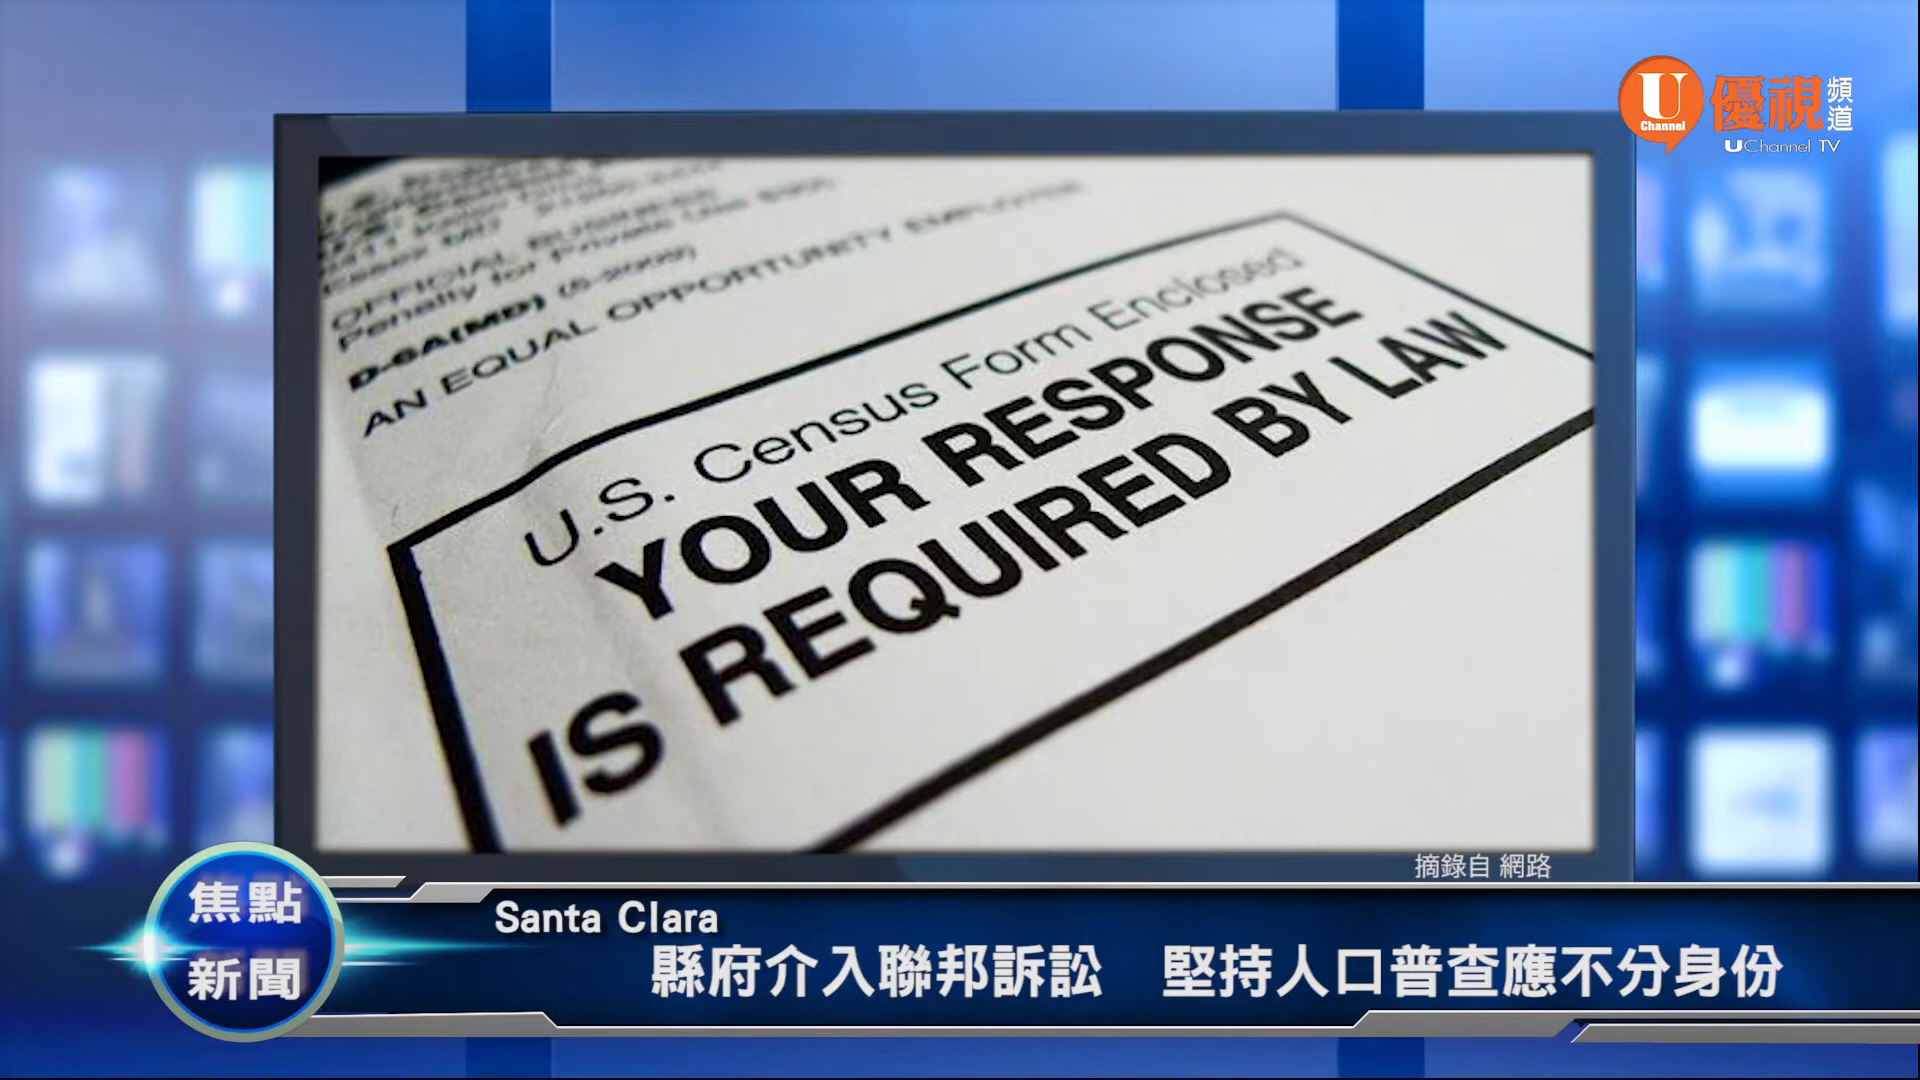 U
Channel
優視
頻道
UChannel TV
OFFICIAL BUSINESS
Penalty for Private Use $300
D-6A(MD) (5-2009)
AN EQUAL OPPORTUNITY EMPLOYER
U.S. Census Form Enclosed
YOUR RESPONSE
IS REQUIRED BY LAW
摘錄自 網路
焦點
新聞
Santa Clara
縣府介入聯邦訴訟 堅持人口普查應不分身份